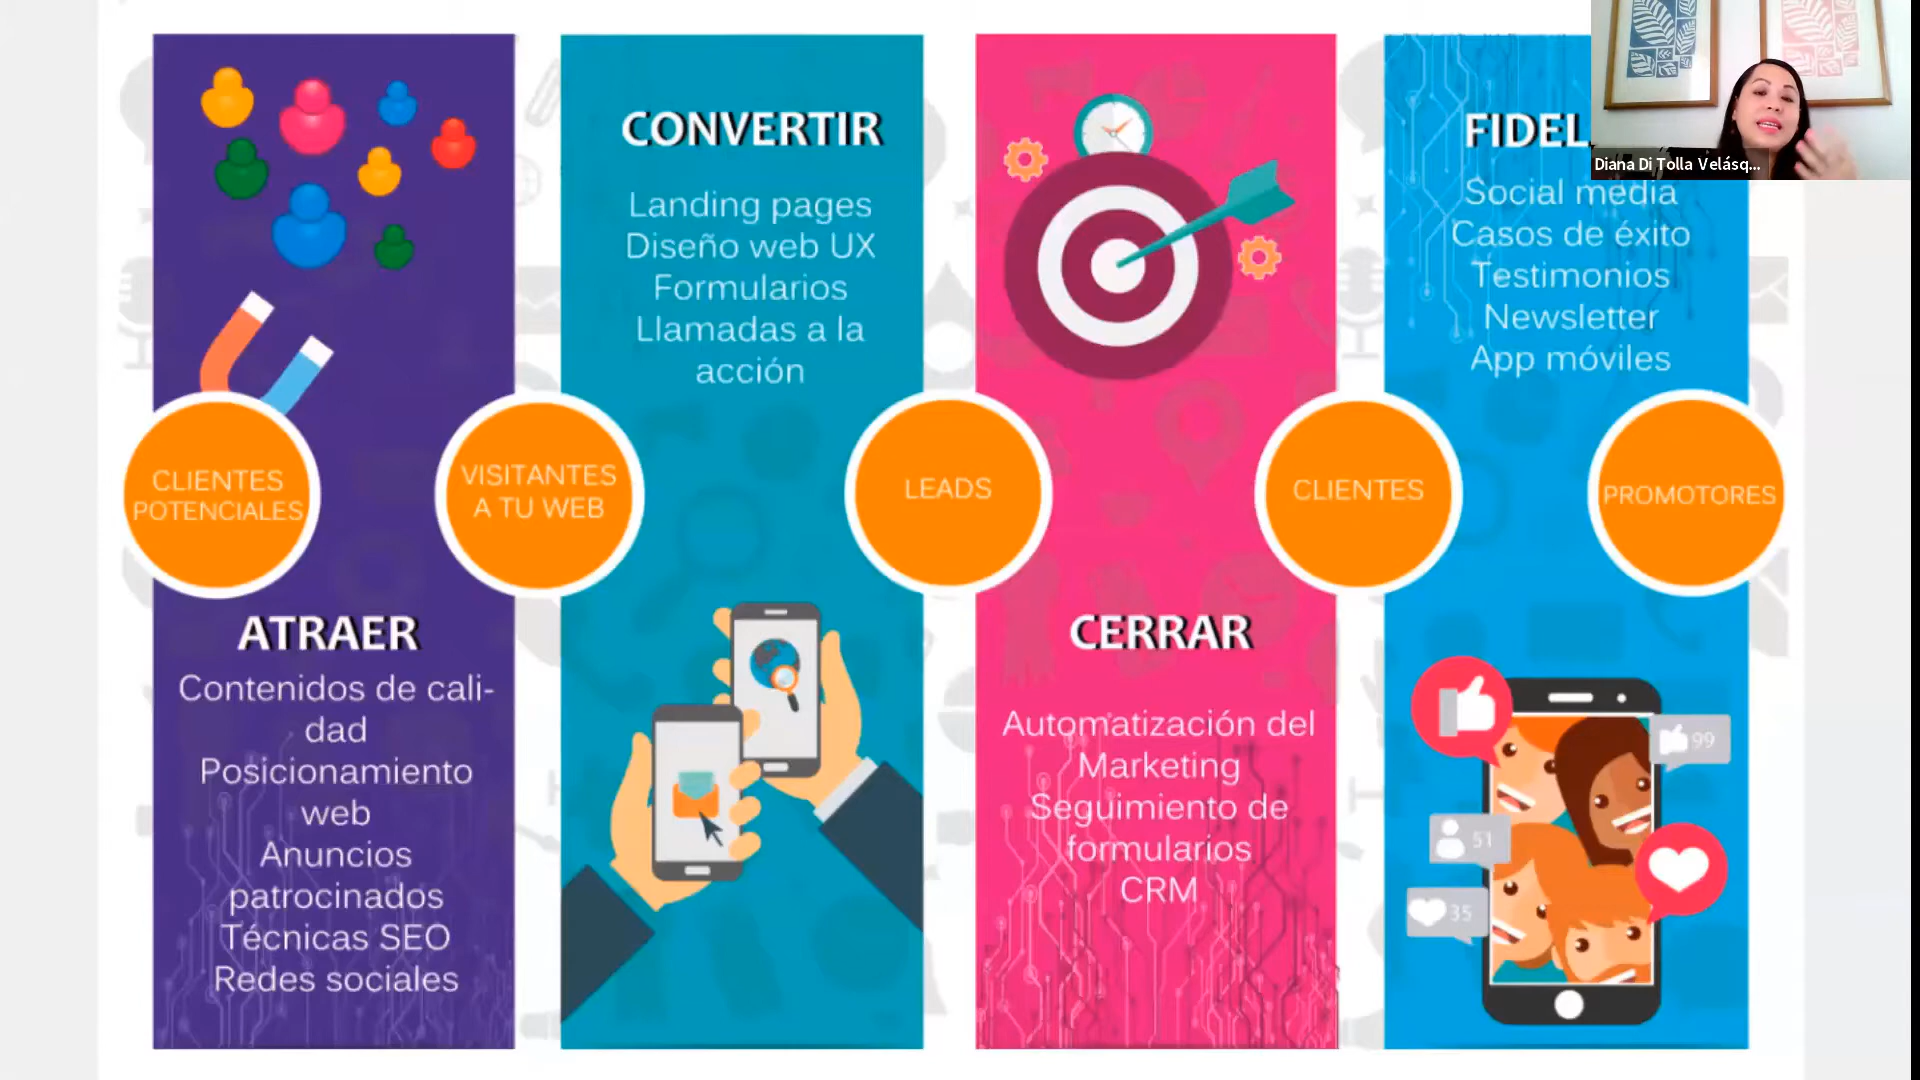 CLIENTES
POTENCIALES
ATRAER
Contenidos de cali-
dad
Posicionamiento
web
Anuncios
patrocinados
Técnicas SEO
Redes sociales
VISITANTES
A TU WEB
CONVERTIR
Landing pages
Diseño web UX
Formularios
Llamadas a la
acción
LEADS
CERRAR
Automatización del
Marketing
Seguimiento de
formularios
CRM
CLIENTES
FIDEL
Social media
Casos de éxito
Testimonios
Newsletter
App móviles
PROMOTORES
99
51
35
Diana Di Tolla Velásq...